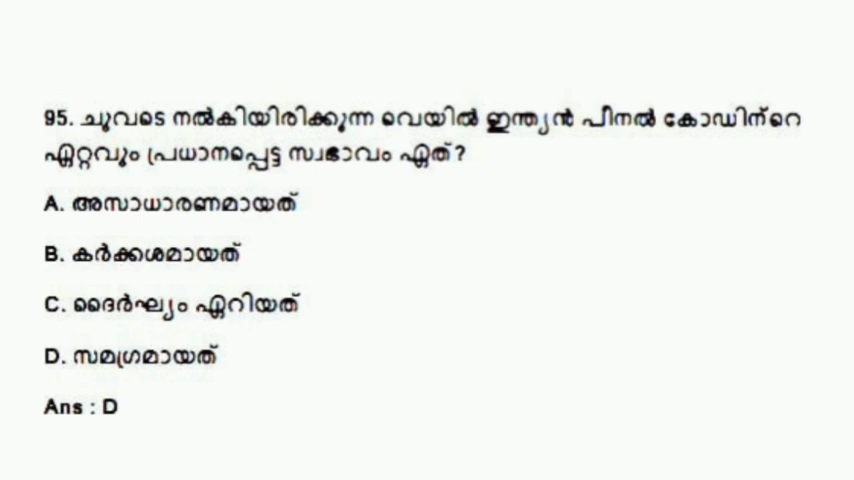 95. ചുവടെ നൽകിയിരിക്കുന്ന വെയിൽ ഇന്ത്യൻ പീനൽ കോഡിന്റെ
ഏറ്റവും പ്രധാനപ്പെട്ട സ്വഭാവം ഏത്?
A. അസാധാരണമായത്
B. കർക്കശമായത്
C. ദൈർഘ്യം ഏറിയത്
D. സമഗ്രമായത്
Ans : D